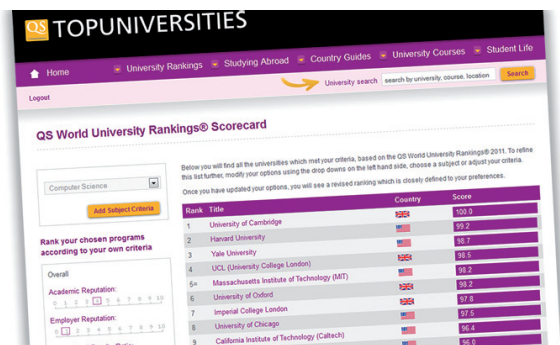 QS TOPUNIVERSITIES
Home University Rankings Studying Abroad Country Guides University Courses Student Life
Logout University search search by university, course, location Search
QS World University Rankings® Scorecard
Below you will find all the universities which met your criteria, based on the QS World University Rankings® 2011. To refine
this list further, modify your options using the drop downs on the left hand side, choose a subject or adjust your criteria.
Once you have updated your options, you will see a revised ranking which is closely defined to your preferences.
Computer Science
Add Subject Criteria
Rank your chosen programs
according to your own criteria
Overall
Academic Reputation:
0 1 2 3 4 5 6 7 8 9 10
Employer Reputation:
0 1 2 3 4 5 6 7 8 9 10
Rank Title Country Score
1 University of Cambridge 100.0
2 Harvard University 99.2
3 Yale University 98.7
4 UCL (University College London) 98.5
5= Massachusetts Institute of Technology (MIT) 98.2
6 University of Oxford 98.2
7 Imperial College London 97.8
8 University of Chicago 97.5
9 California Institute of Technology (Caltech) 96.4
96.0